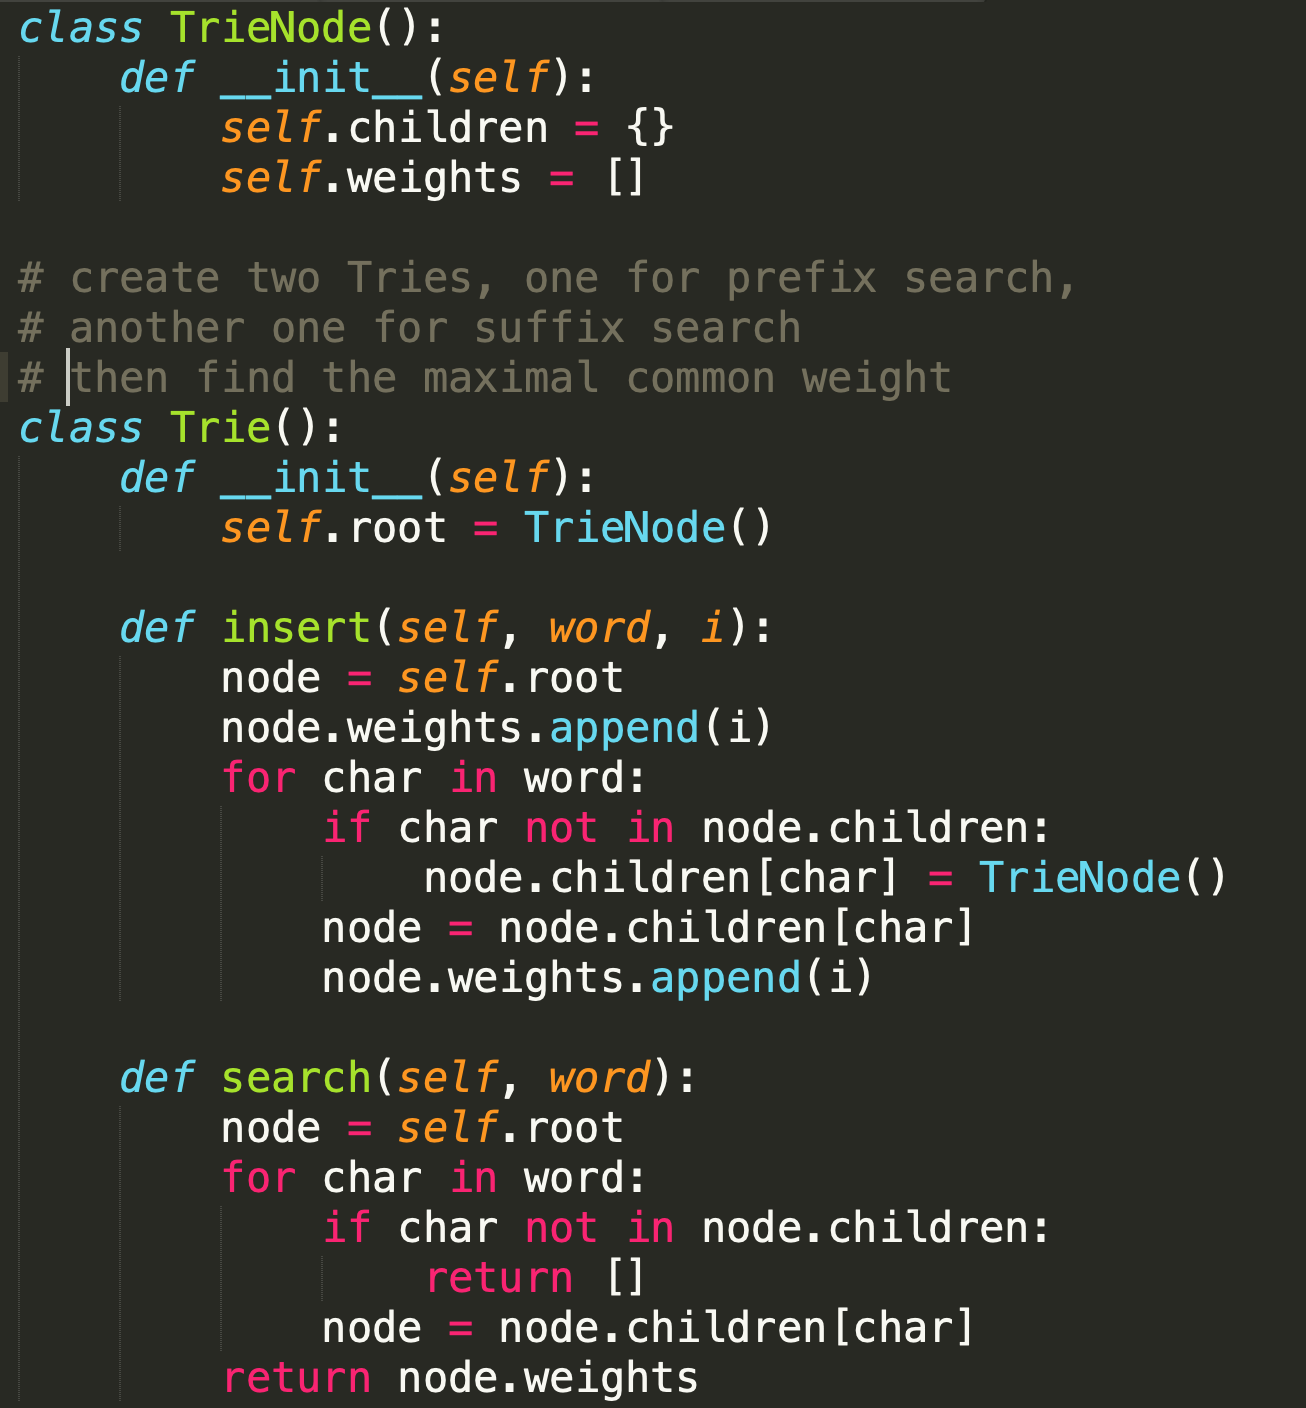 class TrieNode():
    def __init__(self):
        self.children = {}
        self.weights = []

# create two Tries, one for prefix search,
# another one for suffix search
# then find the maximal common weight
class Trie():
    def __init__(self):
        self.root = TrieNode()

    def insert(self, word, i):
        node = self.root
        node.weights.append(i)
        for char in word:
            if char not in node.children:
                node.children[char] = TrieNode()
            node = node.children[char]
            node.weights.append(i)

    def search(self, word):
        node = self.root
        for char in word:
            if char not in node.children:
                return []
            node = node.children[char]
        return node.weights